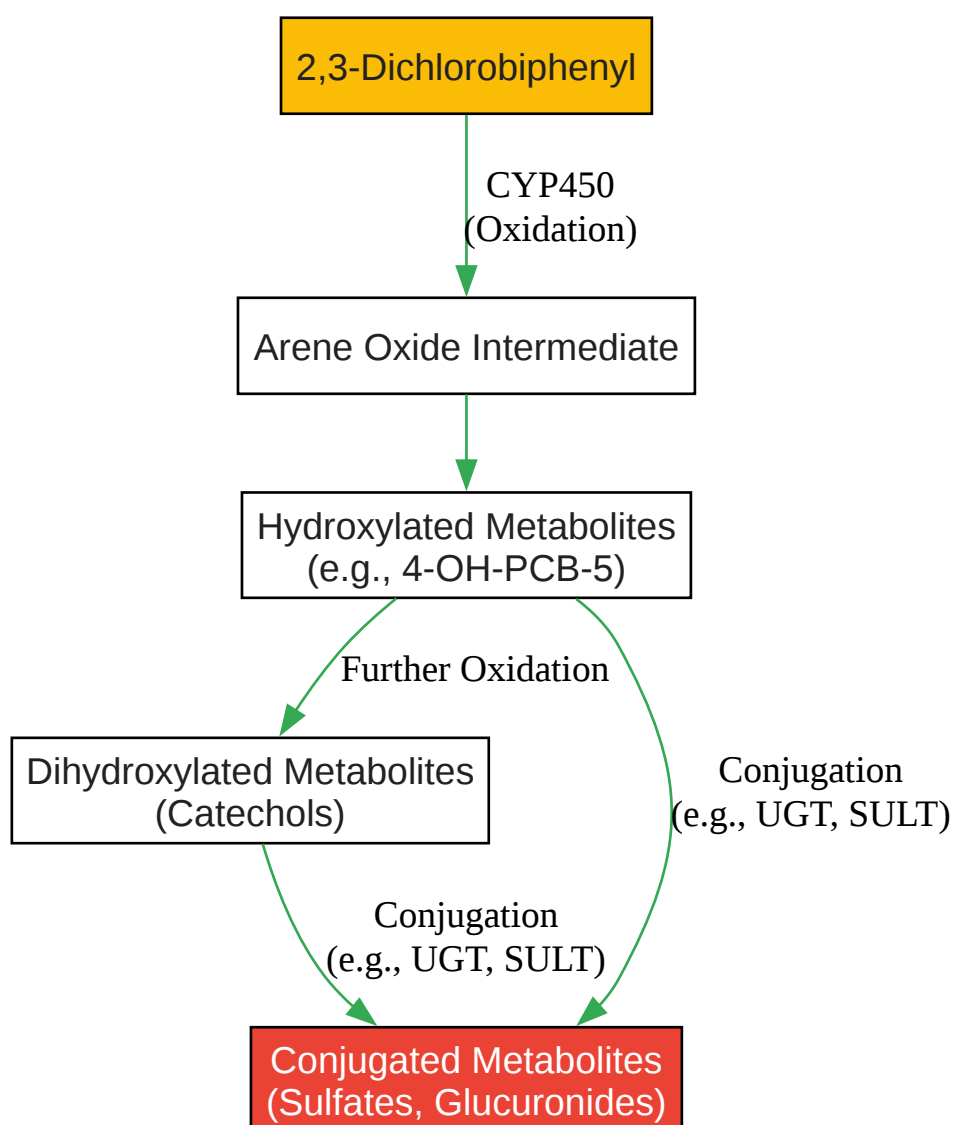 2,3-Dichlorobiphenyl
CYP450
(Oxidation)
Arene Oxide Intermediate
Hydroxylated Metabolites
(e.g., 4-OH-PCB-5)
Further Oxidation
Dihydroxylated Metabolites
(Catechols)
Conjugation
(e.g., UGT, SULT)
Conjugation
(e.g., UGT, SULT)
Conjugated Metabolites
(Sulfates, Glucuronides)